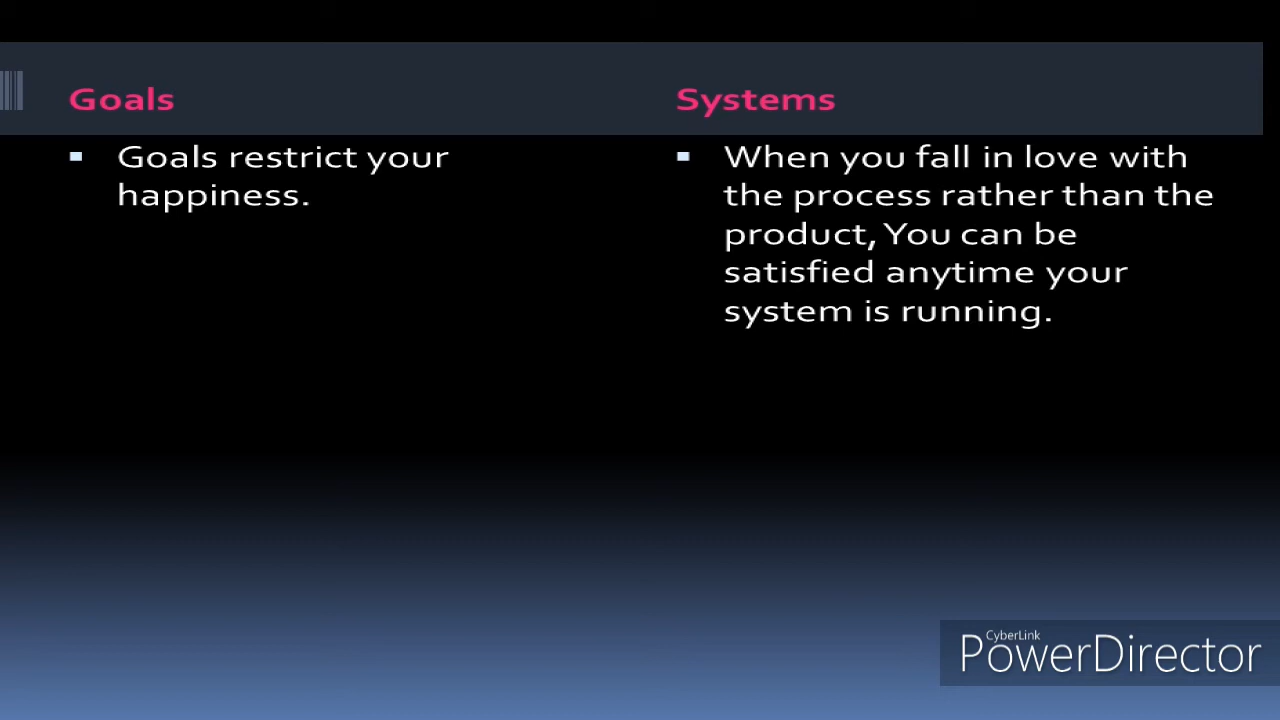 Goals
Goals restrict your
happiness.
Systems
When you fall in love with
the process rather than the
product, You can be
satisfied anytime your
system is running.
CyberLink
PowerDirector